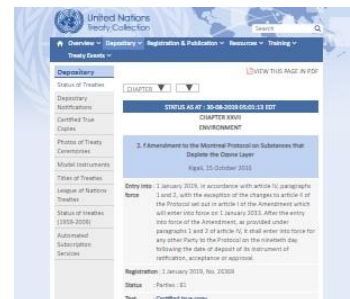 United Nations
Treaty Collection
Search
Overview Depositary Registration & Publication Resources Training
Treaty Events
Depositary
Status of Treaties
Depositary
Notifications
Certified True
Copies
Photos of Treaty
Ceremonies
Model Instruments
Titles of Treaties
League of Nations
Treaties
Status of treaties
(1959-2009)
Automated
Subscription
Services
VIEW THIS PAGE IN PDF
CHAPTER
STATUS AS AT : 30-08-2019 05:01:13 EDT
CHAPTER XXVII
ENVIRONMENT
2. f Amendment to the Montreal Protocol on Substances that
Deplete the Ozone Layer
Kigali, 15 October 2016
Entry into force : 1 January 2019, in accordance with article IV, paragraphs
1 and 2, with the exception of the changes to article 4 of
the Protocol set out in article I of the Amendment which
will enter into force on 1 January 2033. After the entry
into force of the Amendment, as provided under
paragraphs 1 and 2 of article IV, it shall enter into force for
any other Party to the Protocol on the ninetieth day
following the date of deposit of its instrument of
ratification, acceptance or approval.
Registration : 1 January 2019, No. 26369
Status : Parties : 81
Text : Certified true copy